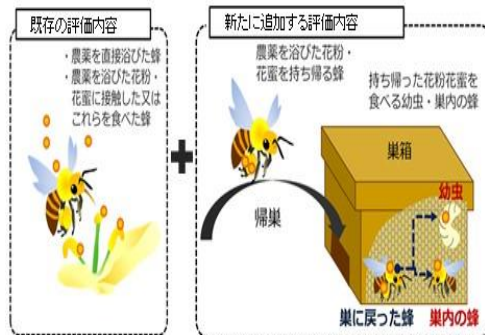 既存の評価内容
・農薬を直接浴びた蜂
・農薬を浴びた花粉・
花蜜に接触した又は
これらを食べた蜂
新たに追加する評価内容
農薬を浴びた花粉・
花蜜を持ち帰る蜂
持ち帰った花粉花蜜を
食べる幼虫・巣内の蜂
巣箱
帰巣
幼虫
巣に戻った蜂
巣内の蜂